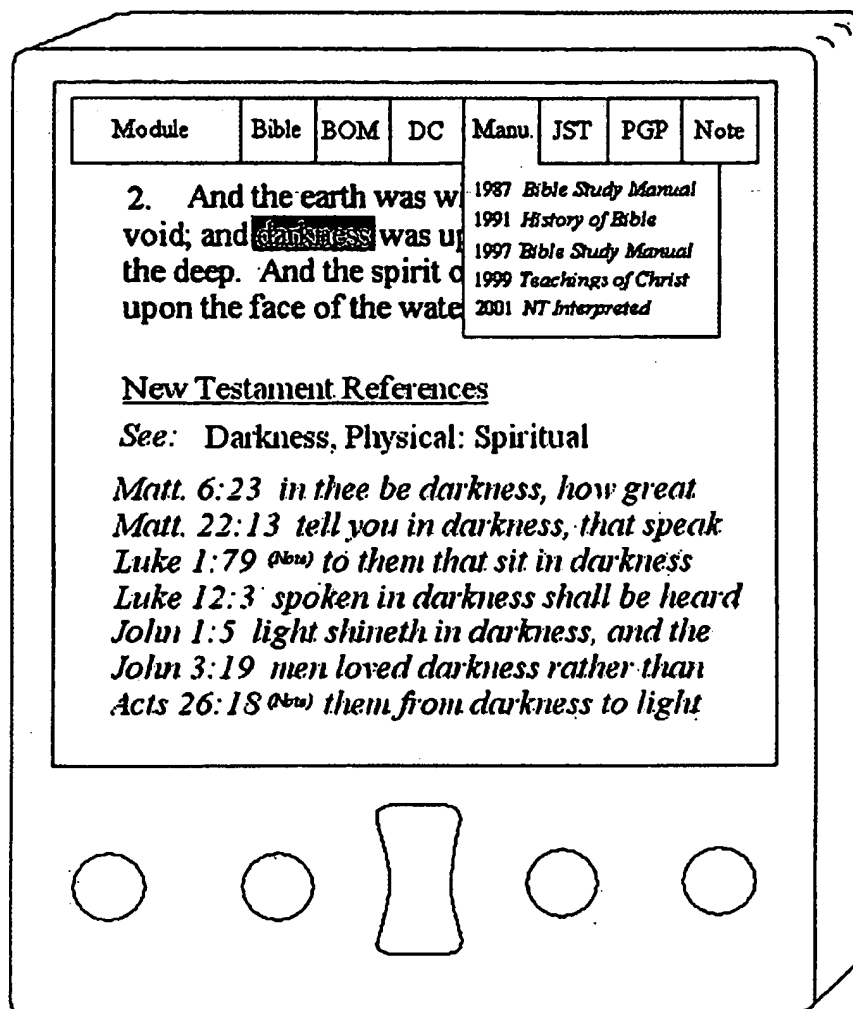 Module Bible BOM DC Manu. JST PGP Note
1987 Bible Study Manual
1991 History of Bible
1997 Bible Study Manual
1999 Teachings of Christ
2001 NT Interpreted
2. And the earth was w
void; and darkness was up
the deep. And the spirit o
upon the face of the wate
New Testament References
See: Darkness, Physical: Spiritual
Matt. 6:23 in thee be darkness, how great
Matt. 22:13 tell you in darkness, that speak
Luke 1:79 (Note) to them that sit in darkness
Luke 12:3 spoken in darkness shall be heard
John 1:5 light shineth in darkness, and the
John 3:19 men loved darkness rather than
Acts 26:18 (Note) them from darkness to light